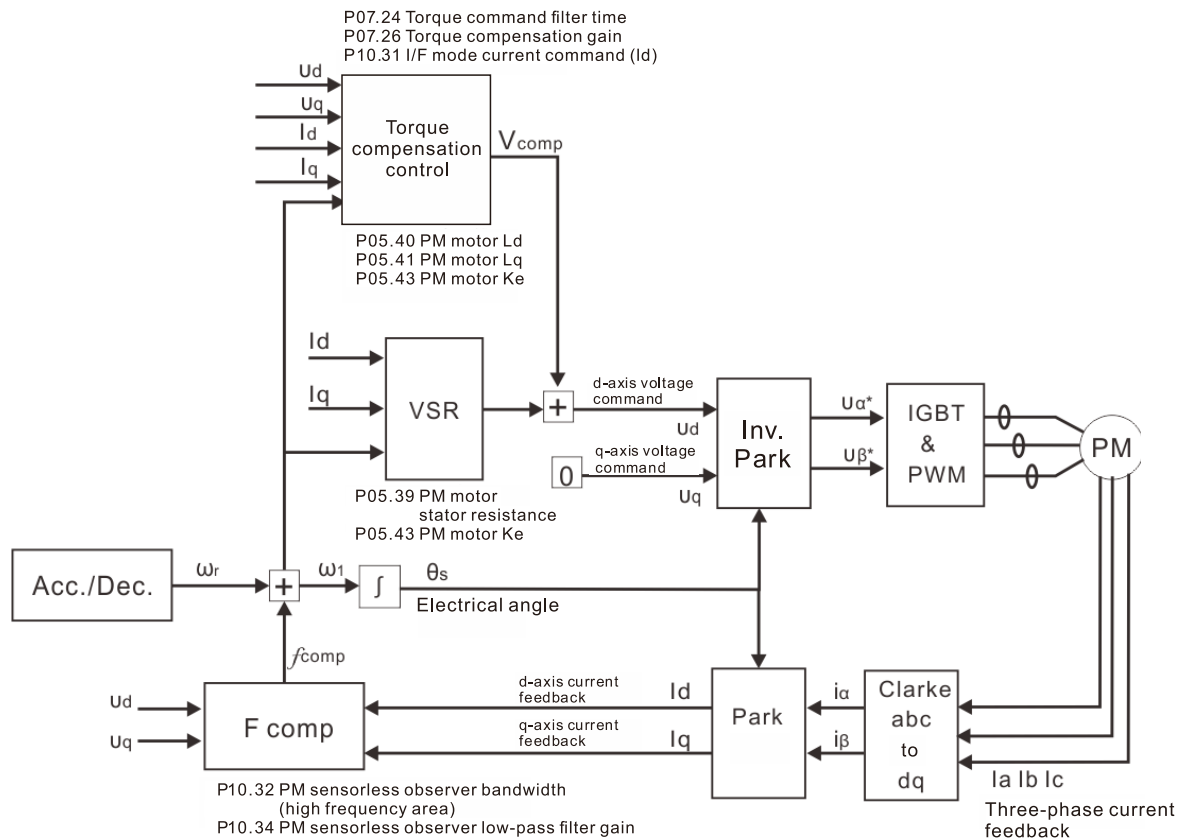 P07.24 Torque command filter time
P07.26 Torque compensation gain
P10.31 I/F mode current command (Id)
ud
uq
Id
Iq
Torque
compensation
control
Vcomp
P05.40 PM motor Ld
P05.41 PM motor Lq
P05.43 PM motor Ke
Id
Iq
VSR
+
d-axis voltage
command
ud
0
q-axis voltage
command
uq
Inv.
Park
uα*
uβ*
IGBT
&
PWM
PM
P05.39 PM motor
stator resistance
P05.43 PM motor Ke
Acc./Dec.
ωr
+
ω1
∫
θs
Electrical angle
fcomp
ud
uq
F comp
d-axis current
feedback
Id
q-axis current
feedback
Iq
Park
iα
iβ
Clarke
abc
to
dq
Ia Ib Ic
Three-phase current
feedback
P10.32 PM sensorless observer bandwidth
(high frequency area)
P10.34 PM sensorless observer low-pass filter gain